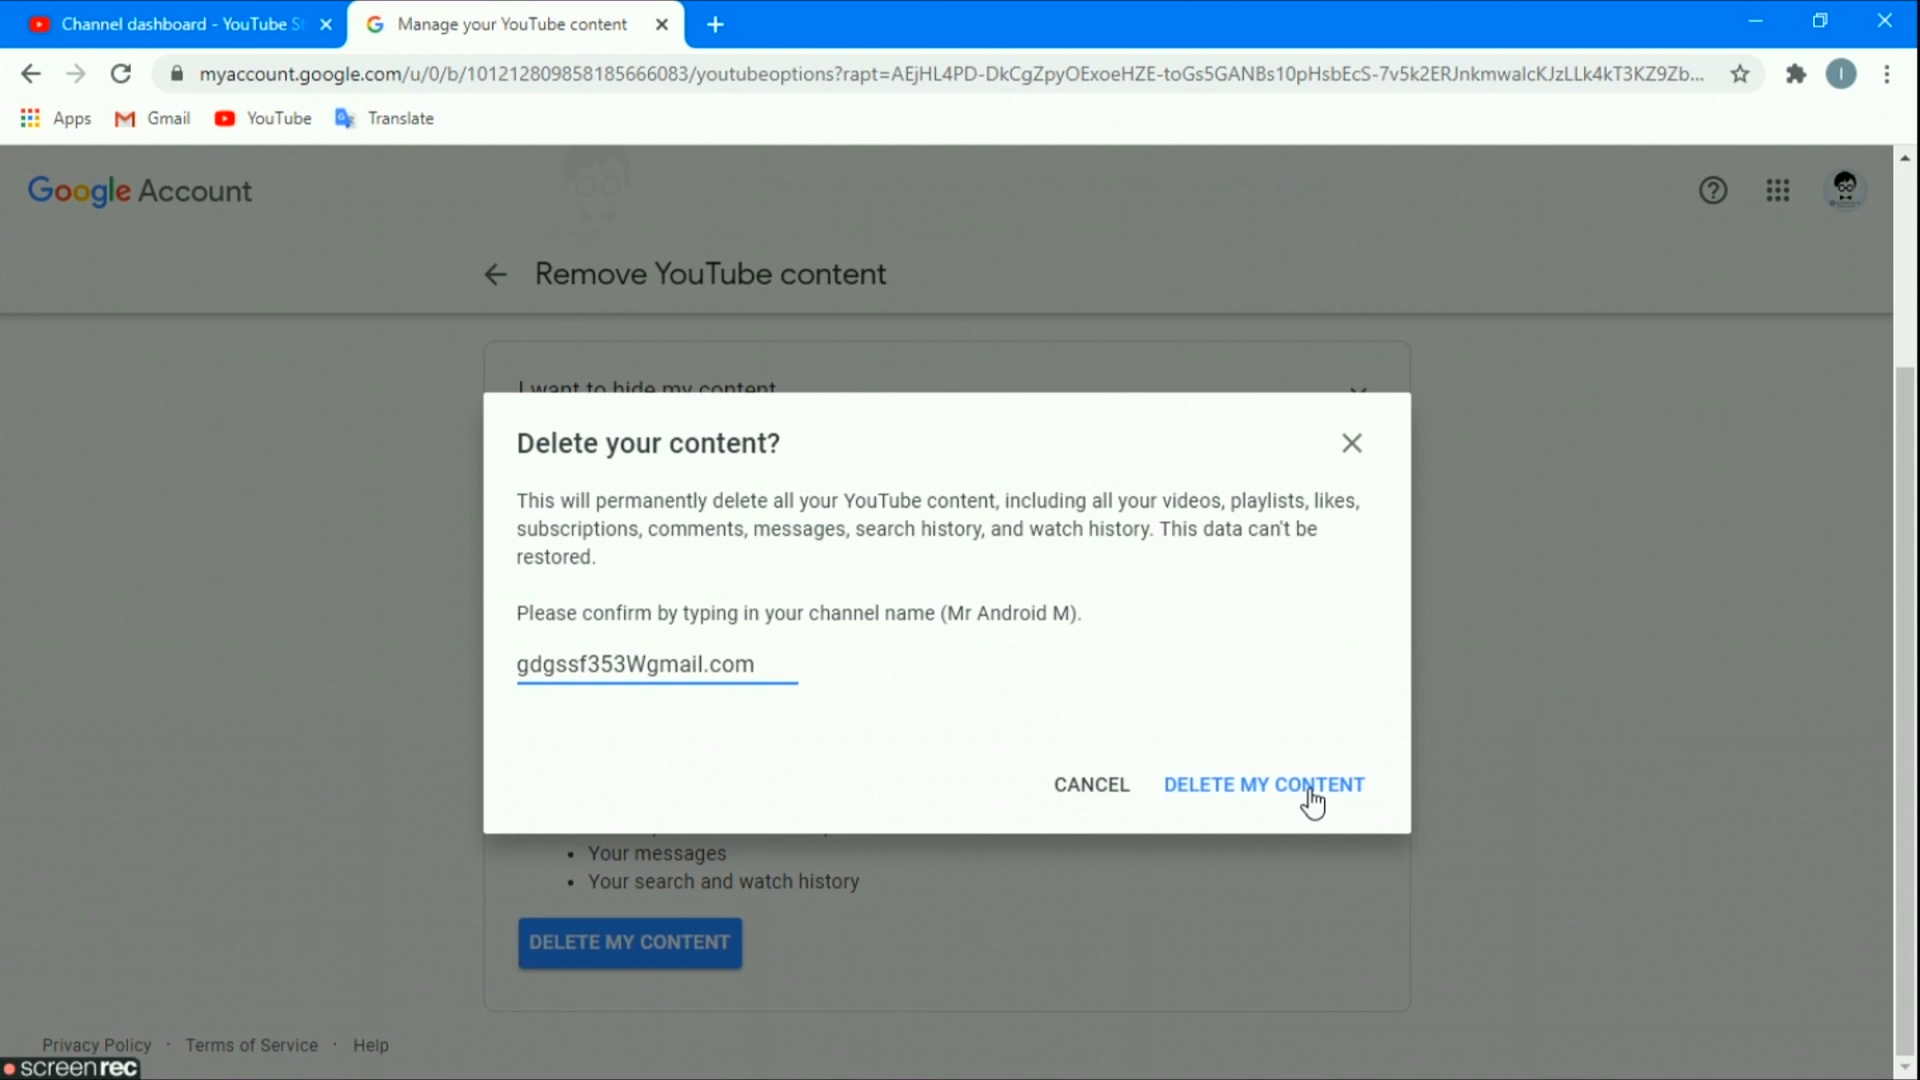 Channel dashboard - YouTube St
Manage your YouTube content
myaccount.google.com/u/0/b/101212809858185666083/youtubeoptions?rapt=AEjHL4PD-DkCgZpyOExoeHZE-toGs5GANBs10pHsbEcS-7v5k2ERJnkmwalcKJzLLk4kT3KZ9Zb...
I
Apps
Gmail
YouTube
Translate
Google Account
Remove YouTube content
I want to hide my content
Delete your content?
This will permanently delete all your YouTube content, including all your videos, playlists, likes,
subscriptions, comments, messages, search history, and watch history. This data can't be
restored.
Please confirm by typing in your channel name (Mr Android M).
gdgssf353Wgmail.com
CANCEL
DELETE MY CONTENT
• Your messages
• Your search and watch history
DELETE MY CONTENT
Privacy Policy · Terms of Service · Help
screenrec